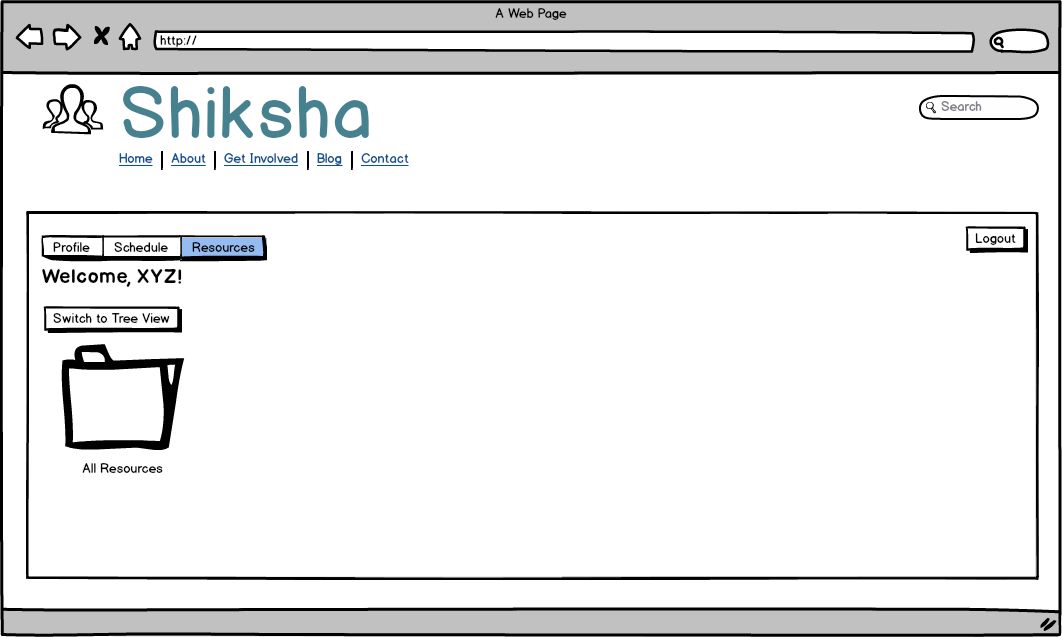 A Web Page
http://
Shiksha
Search
Home | About | Get Involved | Blog | Contact
Profile Schedule Resources
Logout
Welcome, XYZ!
Switch to Tree View
All Resources